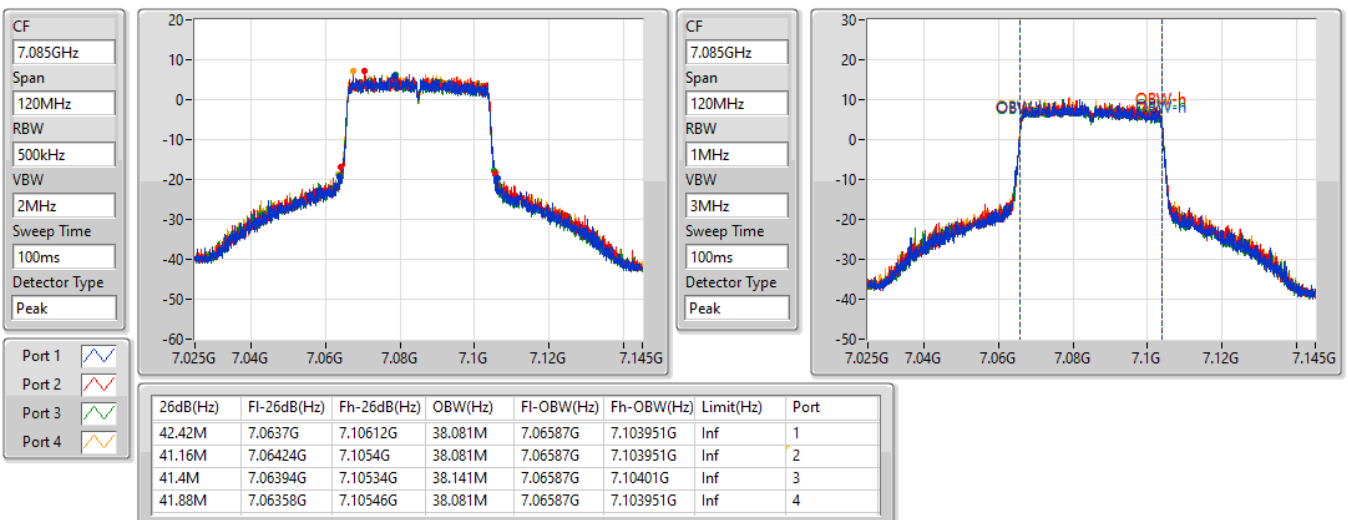 CF
7.085GHz
Span
120MHz
RBW
500kHz
VBW
2MHz
Sweep Time
100ms
Detector Type
Peak
20
10
0
-10
-20
-30
-40
-50
-60
7.025G 7.04G 7.06G 7.08G 7.1G 7.12G 7.145G
CF
7.085GHz
Span
120MHz
RBW
1MHz
VBW
3MHz
Sweep Time
100ms
Detector Type
Peak
30
20
10
0
-10
-20
-30
-40
-50
OBW-h
OBW-h
7.025G 7.04G 7.06G 7.08G 7.1G 7.12G 7.145G
Port 1
Port 2
Port 3
Port 4
26dB(Hz) Fl-26dB(Hz) Fh-26dB(Hz) OBW(Hz) Fl-OBW(Hz) Fh-OBW(Hz) Limit(Hz) Port
42.42M 7.0637G 7.10612G 38.081M 7.06587G 7.103951G Inf 1
41.16M 7.06424G 7.1054G 38.081M 7.06587G 7.103951G Inf 2
41.4M 7.06394G 7.10534G 38.141M 7.06587G 7.10401G Inf 3
41.88M 7.06358G 7.10546G 38.081M 7.06587G 7.103951G Inf 4